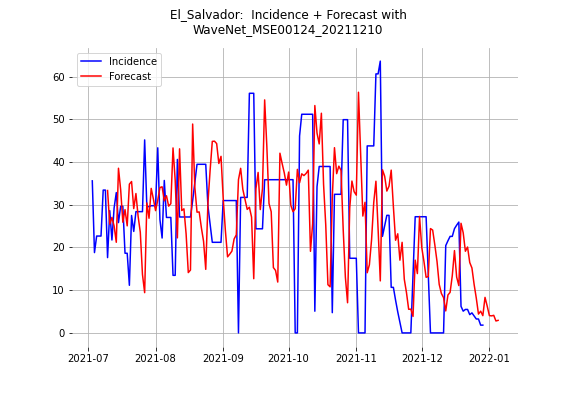 El_Salvador: Incidence + Forecast with
WaveNet_MSE00124_20211210
Incidence
Forecast
60
50
40
30
20
10
0
2021-07 2021-08 2021-09 2021-10 2021-11 2021-12 2022-01